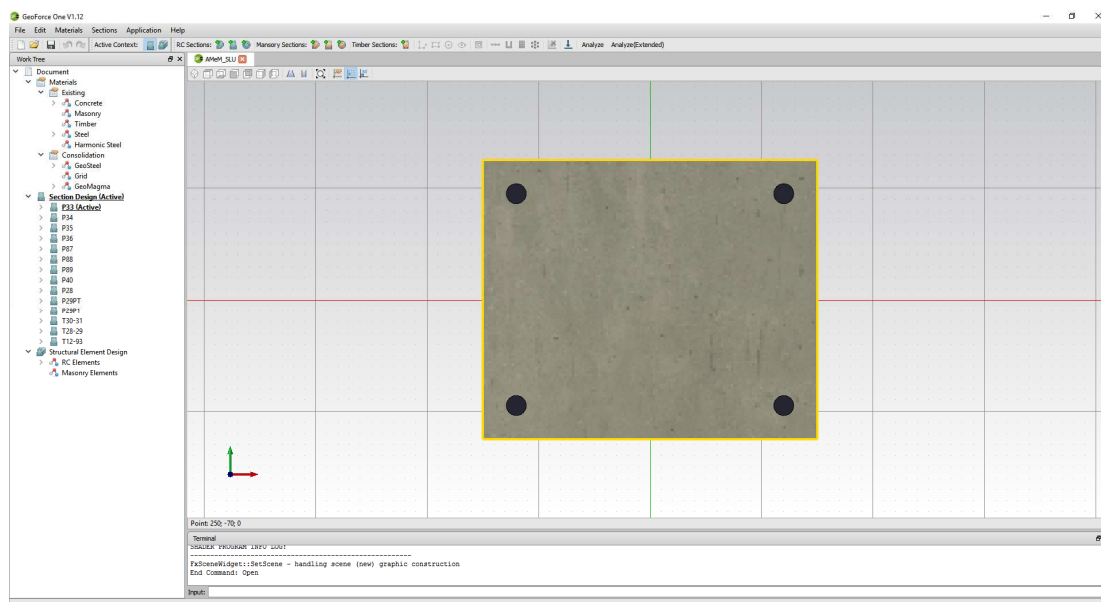 GeoForce One V1.12
File Edit Materials Sections Application Help
Active Context: RC Sections: Mansory Sections: Timber Sections: Analyze Analyze(Extended)
Work Tree
AMeM_SLU
Document
Materials
Existing
Concrete
Masonry
Timber
Steel
Harmonic Steel
Consolidation
GeoSteel
Grid
GeoMagma
Section Design (Active)
P33 (Active)
P34
P35
P36
P87
P88
P89
P40
P28
P29PT
P29P1
T30-31
T28-29
T12-93
Structural Element Design
RC Elements
Masonry Elements
Point: 250; -70; 0
Terminal
SHADER PROGRAM INFO LOG:
------------------------------------------------------
FxSceneWidget::SetScene - handling scene (new) graphic construction
End Command: Open
Input: